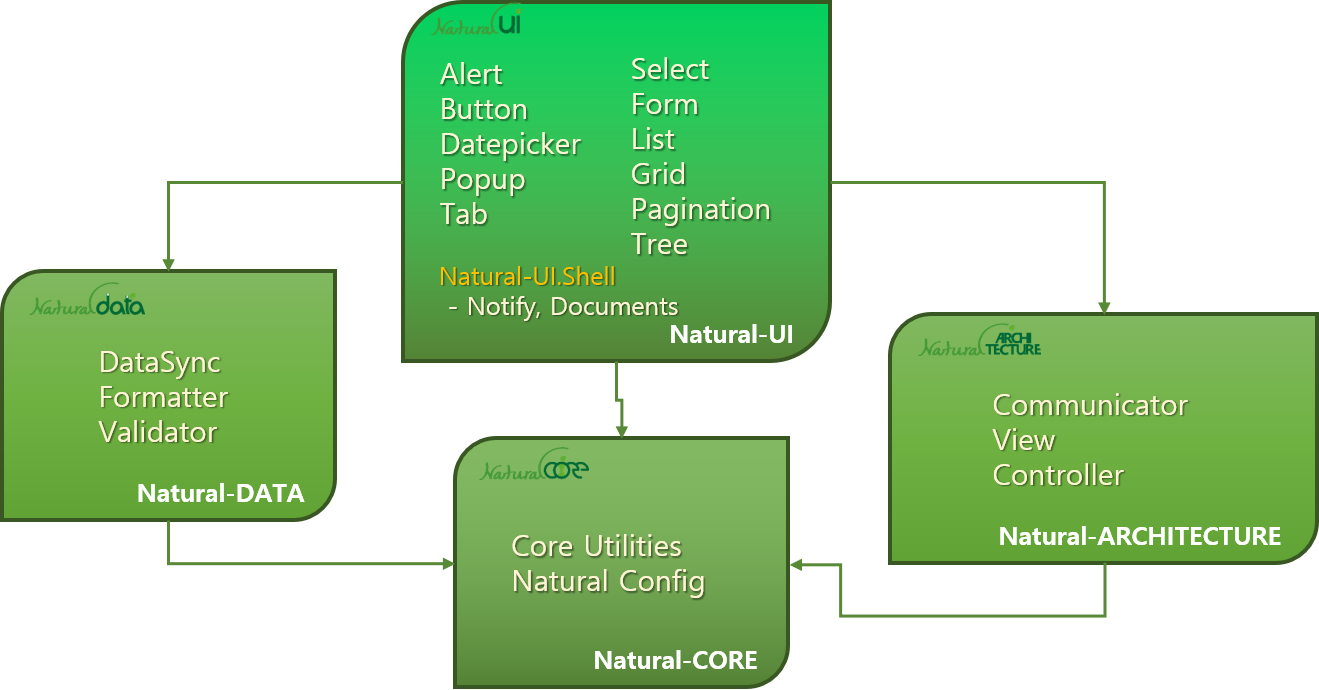 Natural UI
Alert
Button
Datepicker
Popup
Tab
Select
Form
List
Grid
Pagination
Tree
Natural-UI.Shell
- Notify, Documents
Natural-UI
Natural data
DataSync
Formatter
Validator
Natural-DATA
Natural ARCHI
TECTURE
Communicator
View
Controller
Natural-ARCHITECTURE
Natural CORE
Core Utilities
Natural Config
Natural-CORE